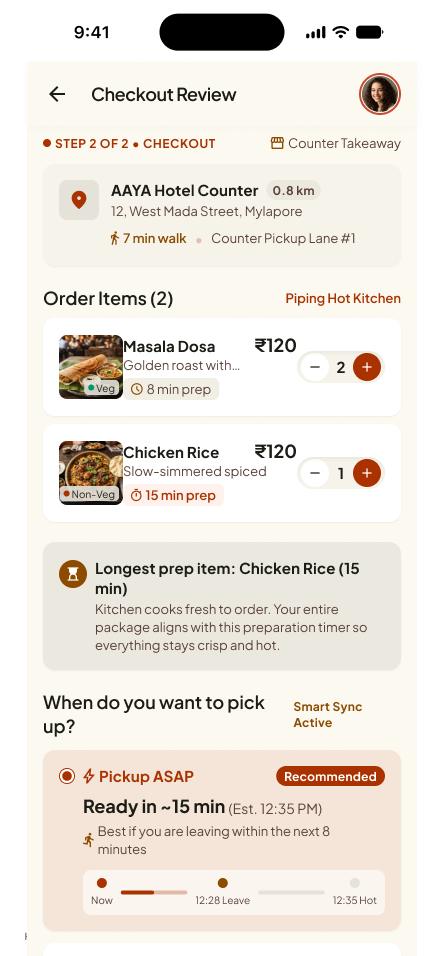 9:41
Checkout Review
STEP 2 OF 2 • CHECKOUT
Counter Takeaway
AAYA Hotel Counter 0.8 km
12, West Mada Street, Mylapore
7 min walk • Counter Pickup Lane #1
Order Items (2)
Piping Hot Kitchen
Masala Dosa ₹120
Golden roast with...
Veg
8 min prep
2
Chicken Rice ₹120
Slow-simmered spiced
Non-Veg
15 min prep
1
Longest prep item: Chicken Rice (15
min)
Kitchen cooks fresh to order. Your entire
package aligns with this preparation timer so
everything stays crisp and hot.
When do you want to pick
up?
Smart Sync
Active
Pickup ASAP
Recommended
Ready in ~15 min (Est. 12:35 PM)
Best if you are leaving within the next 8
minutes
Now 12:28 Leave 12:35 Hot